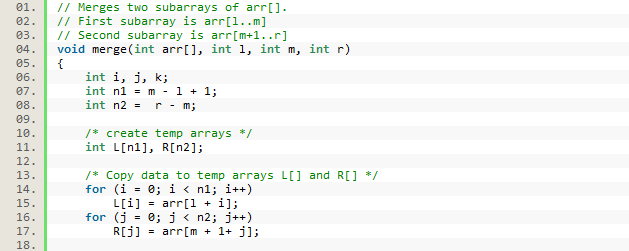 01. // Merges two subarrays of arr[].
02. // First subarray is arr[l..m]
03. // Second subarray is arr[m+1..r]
04. void merge(int arr[], int l, int m, int r)
05. {
06.     int i, j, k;
07.     int n1 = m - l + 1;
08.     int n2 =  r - m;
09.
10.     /* create temp arrays */
11.     int L[n1], R[n2];
12.
13.     /* Copy data to temp arrays L[] and R[] */
14.     for (i = 0; i < n1; i++)
15.         L[i] = arr[l + i];
16.     for (j = 0; j < n2; j++)
17.         R[j] = arr[m + 1+ j];
18.